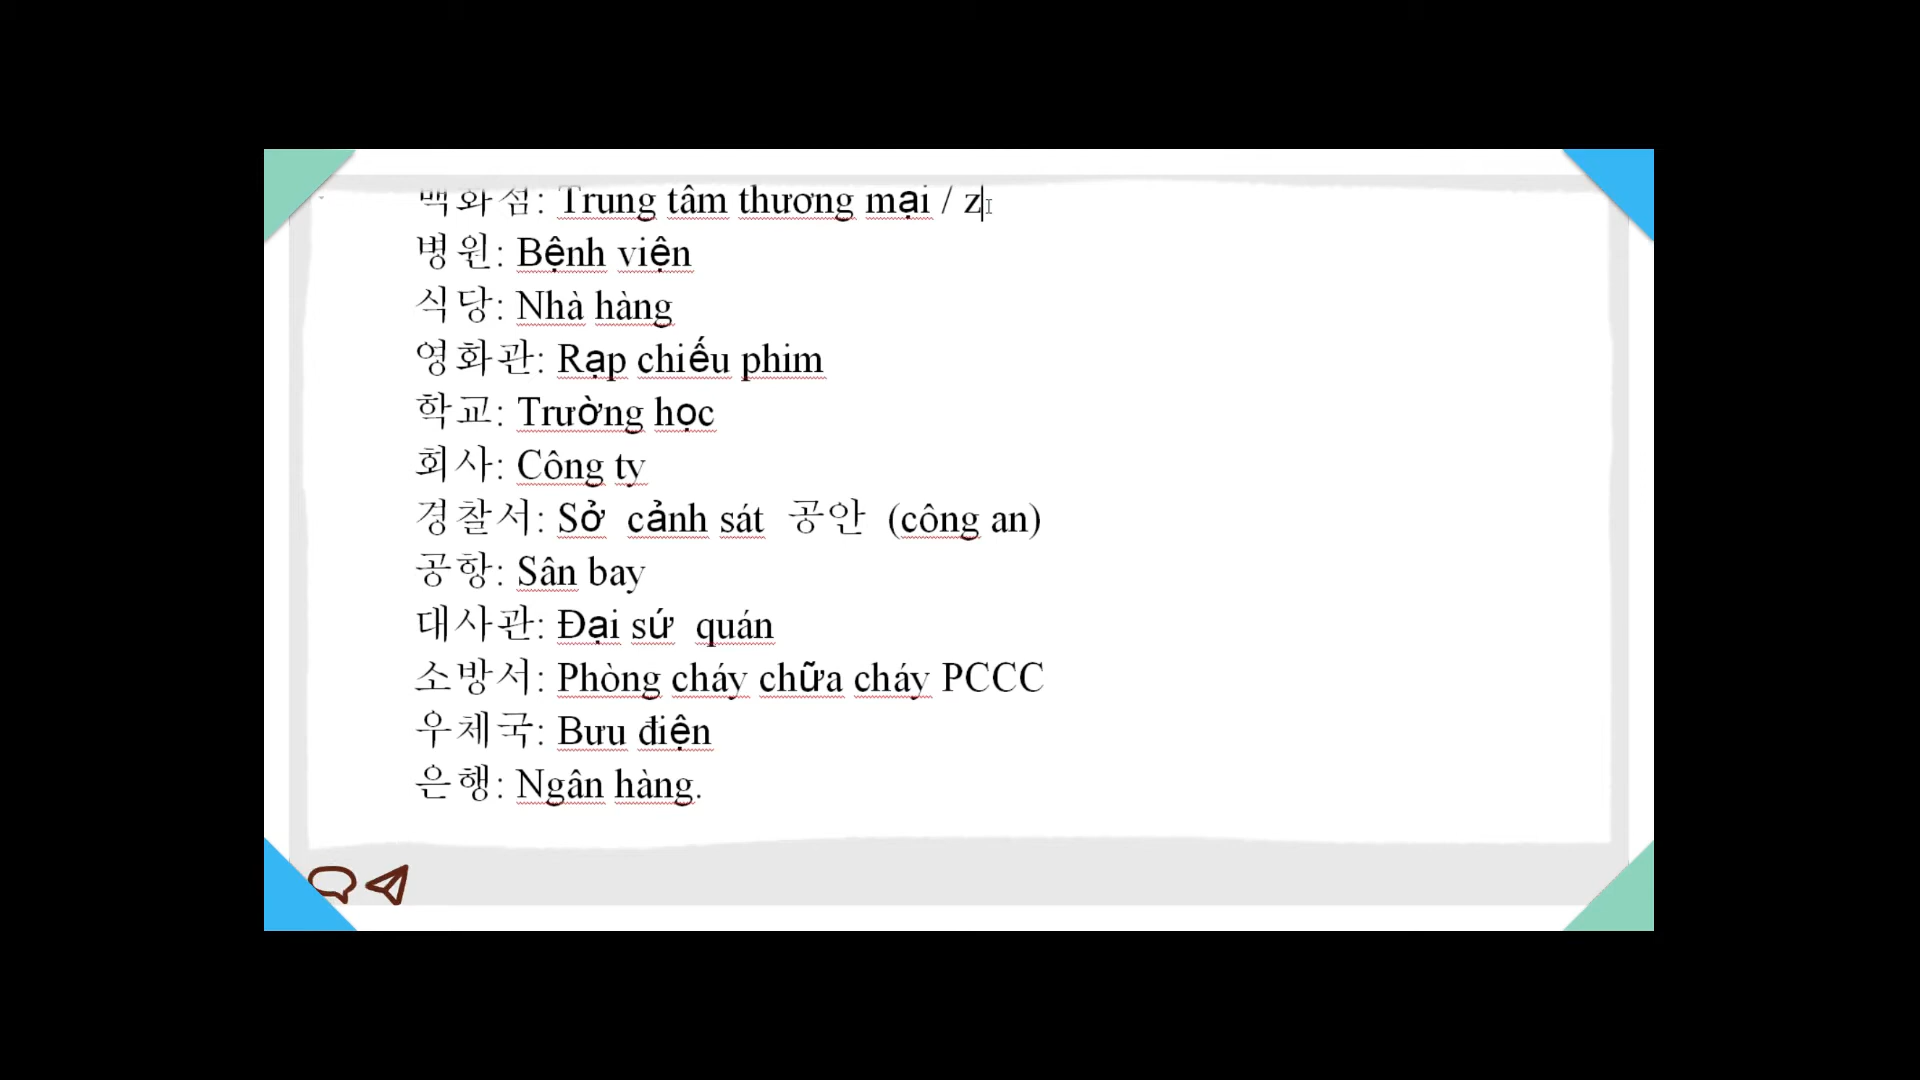 백화점: Trung tâm thương mại / z
병원: Bệnh viện
식당: Nhà hàng
영화관: Rạp chiếu phim
학교: Trường học
회사: Công ty
경찰서: Sở cảnh sát 공안 (công an)
공항: Sân bay
대사관: Đại sứ quán
소방서: Phòng cháy chữa cháy PCCC
우체국: Bưu điện
은행: Ngân hàng.